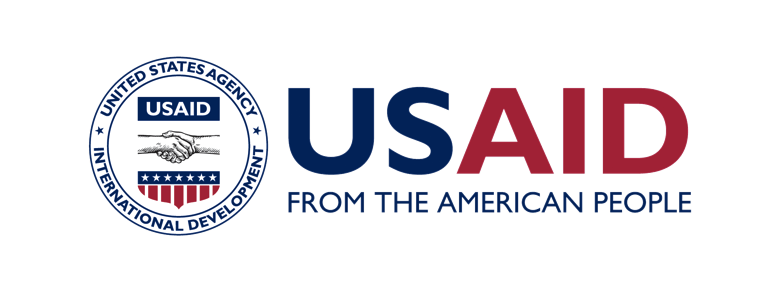 UNITED STATES AGENCY
INTERNATIONAL DEVELOPMENT
USAID
USAID
FROM THE AMERICAN PEOPLE